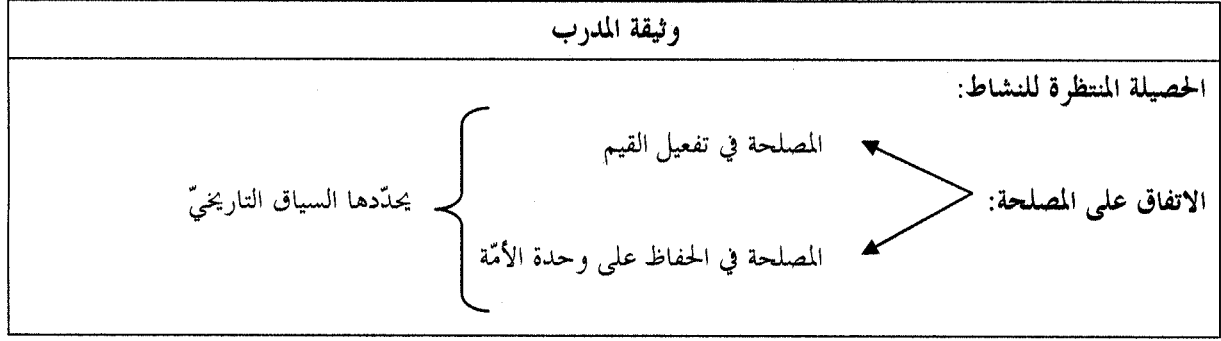 وثيقة المدرب
الحصيلة المنتظرة للنشاط:
المصلحة في تفعيل القيم
الاتفاق على المصلحة:
يحدّدها السياق التاريخيّ
المصلحة في الحفاظ على وحدة الأمّة